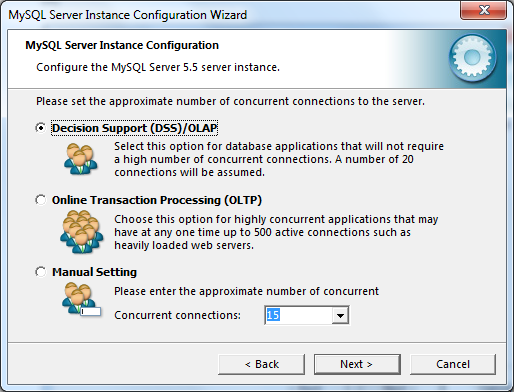 MySQL Server Instance Configuration Wizard
MySQL Server Instance Configuration
Configure the MySQL Server 5.5 server instance.
Please set the approximate number of concurrent connections to the server.
Decision Support (DSS)/OLAP
Select this option for database applications that will not require
a high number of concurrent connections. A number of 20
connections will be assumed.
Online Transaction Processing (OLTP)
Choose this option for highly concurrent applications that may
have at any one time up to 500 active connections such as
heavily loaded web servers.
Manual Setting
Please enter the approximate number of concurrent
Concurrent connections: 15
< Back Next > Cancel